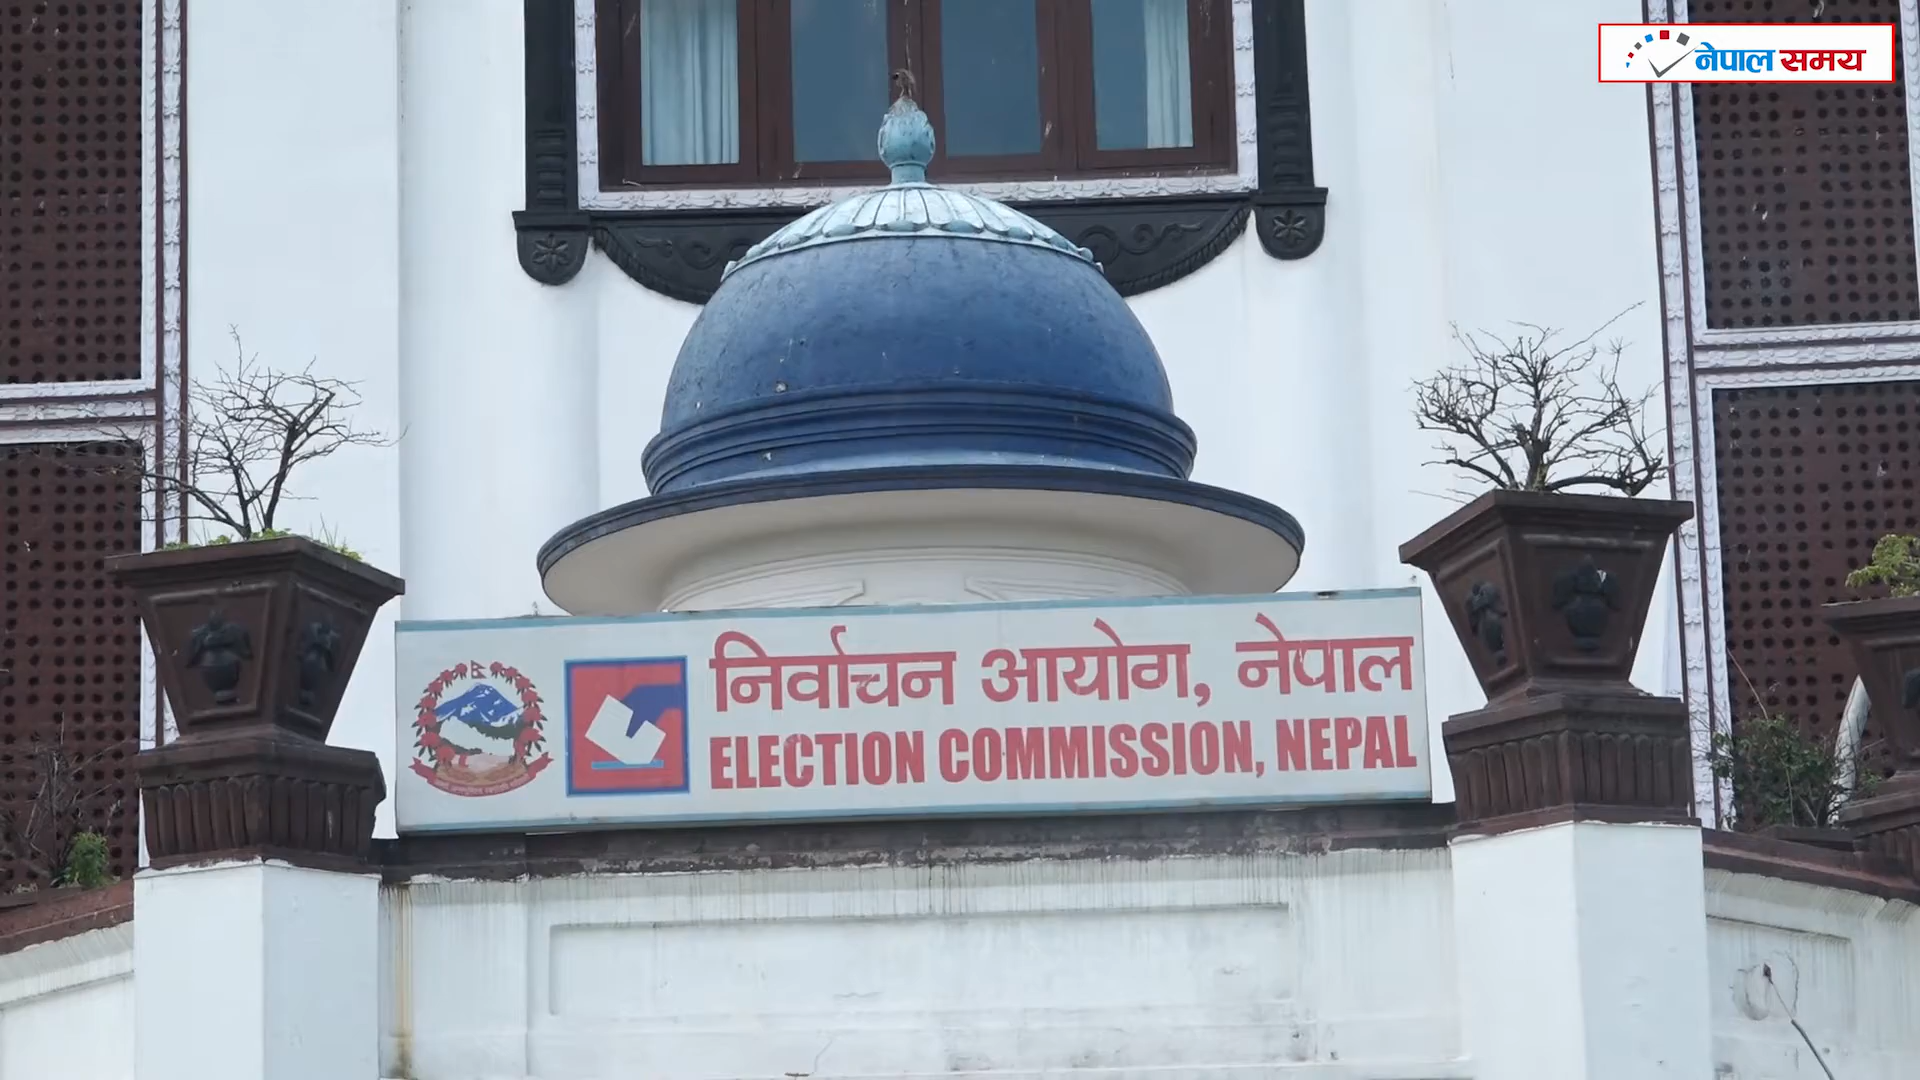 नेपाल समय
निर्वाचन आयोग, नेपाल
ELECTION COMMISSION, NEPAL